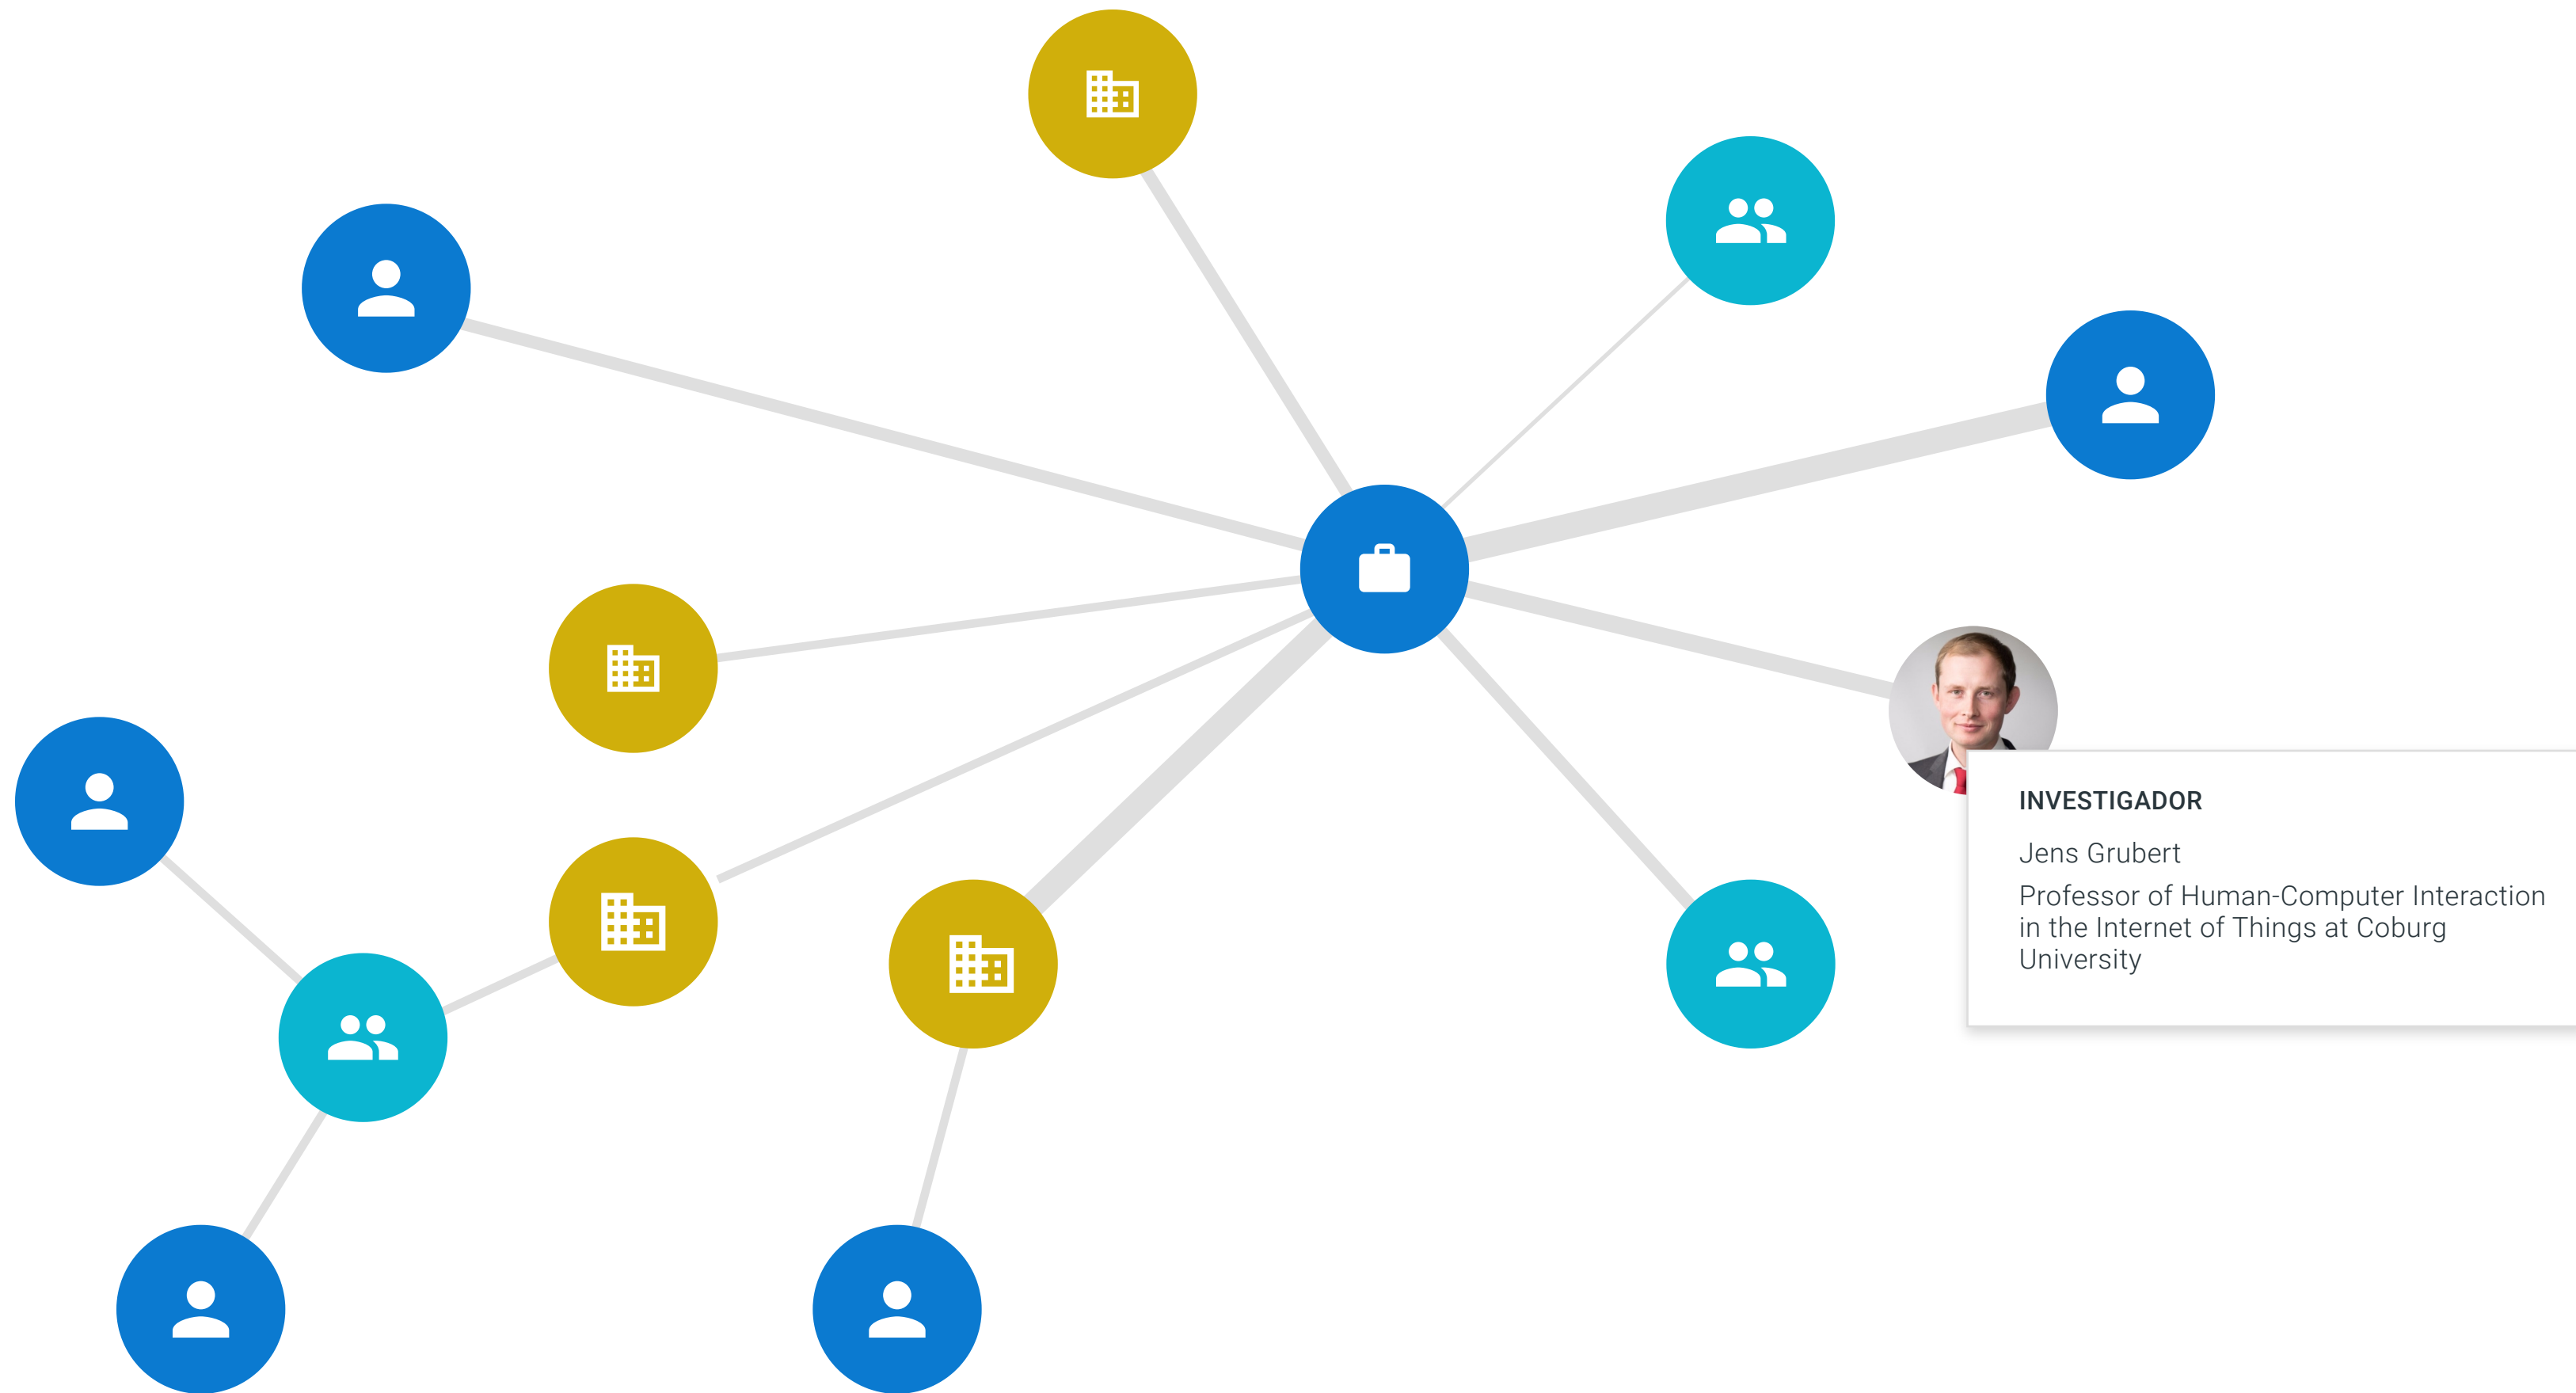 INVESTIGADOR
Jens Grubert
Professor of Human-Computer Interaction
in the Internet of Things at Coburg
University